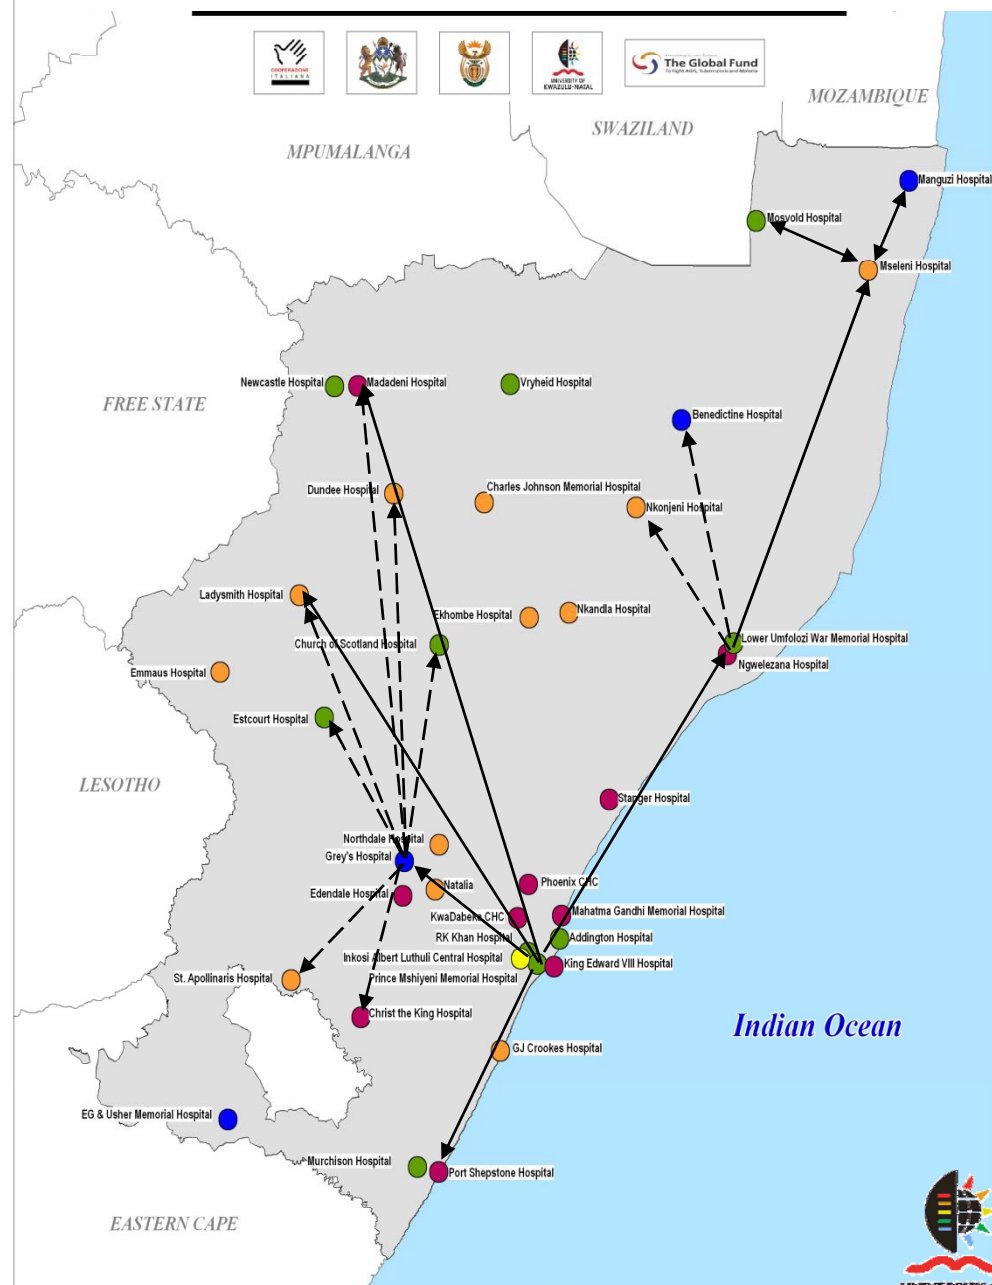 COOPERAZIONE
ITALIANA
UNIVERSITY OF
KWAZULU-NATAL
The Global Fund
To Fight AIDS, Tuberculosis and Malaria
MOZAMBIQUE
SWAZILAND
MPUMALANGA
Manguzi Hospital
Mosvold Hospital
Mseleni Hospital
Newcastle Hospital
Madadeni Hospital
Vryheid Hospital
FREE STATE
Benedictine Hospital
Charles Johnson Memorial Hospital
Dundee Hospital
Nkonjeni Hospital
Ladysmith Hospital
Ekhombe Hospital
Nkandla Hospital
Church of Scotland Hospital
Lower Umfolozi War Memorial Hospital
Ngwelezana Hospital
Emmaus Hospital
Estcourt Hospital
LESOTHO
Stanger Hospital
Northdale Hospital
Grey's Hospital
Edendale Hospital
Natalia
Phoenix CHC
KwaDabeka CHC
Mahatma Gandhi Memorial Hospital
RK Khan Hospital
Addington Hospital
Inkosi Albert Luthuli Central Hospital
King Edward VIII Hospital
Prince Mshiyeni Memorial Hospital
St. Apollinaris Hospital
Christ the King Hospital
Indian Ocean
GJ Crookes Hospital
EG & Usher Memorial Hospital
Murchison Hospital
Port Shepstone Hospital
EASTERN CAPE